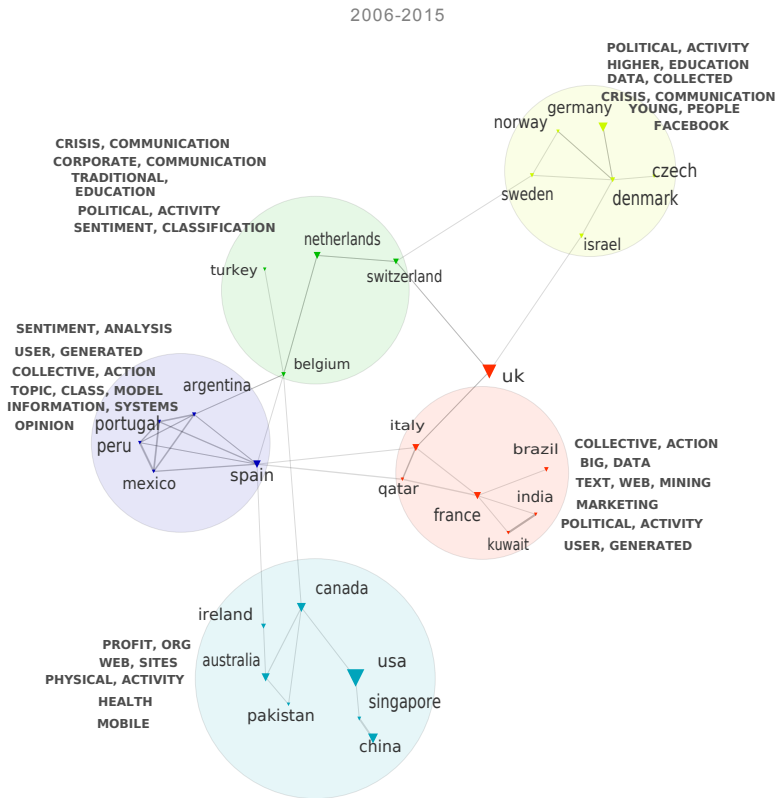 2006-2015
POLITICAL, ACTIVITY
HIGHER, EDUCATION
DATA, COLLECTED
CRISIS, COMMUNICATION
YOUNG, PEOPLE
FACEBOOK
germany
norway
czech
sweden
denmark
israel
CRISIS, COMMUNICATION
CORPORATE, COMMUNICATION
TRADITIONAL,
EDUCATION
POLITICAL, ACTIVITY
SENTIMENT, CLASSIFICATION
netherlands
turkey
switzerland
belgium
SENTIMENT, ANALYSIS
USER, GENERATED
COLLECTIVE, ACTION
TOPIC, CLASS, MODEL
INFORMATION, SYSTEMS
OPINION
argentina
portugal
peru
mexico
spain
uk
italy
brazil
qatar
india
france
kuwait
COLLECTIVE, ACTION
BIG, DATA
TEXT, WEB, MINING
MARKETING
POLITICAL, ACTIVITY
USER, GENERATED
canada
ireland
australia
usa
singapore
pakistan
china
PROFIT, ORG
WEB, SITES
PHYSICAL, ACTIVITY
HEALTH
MOBILE